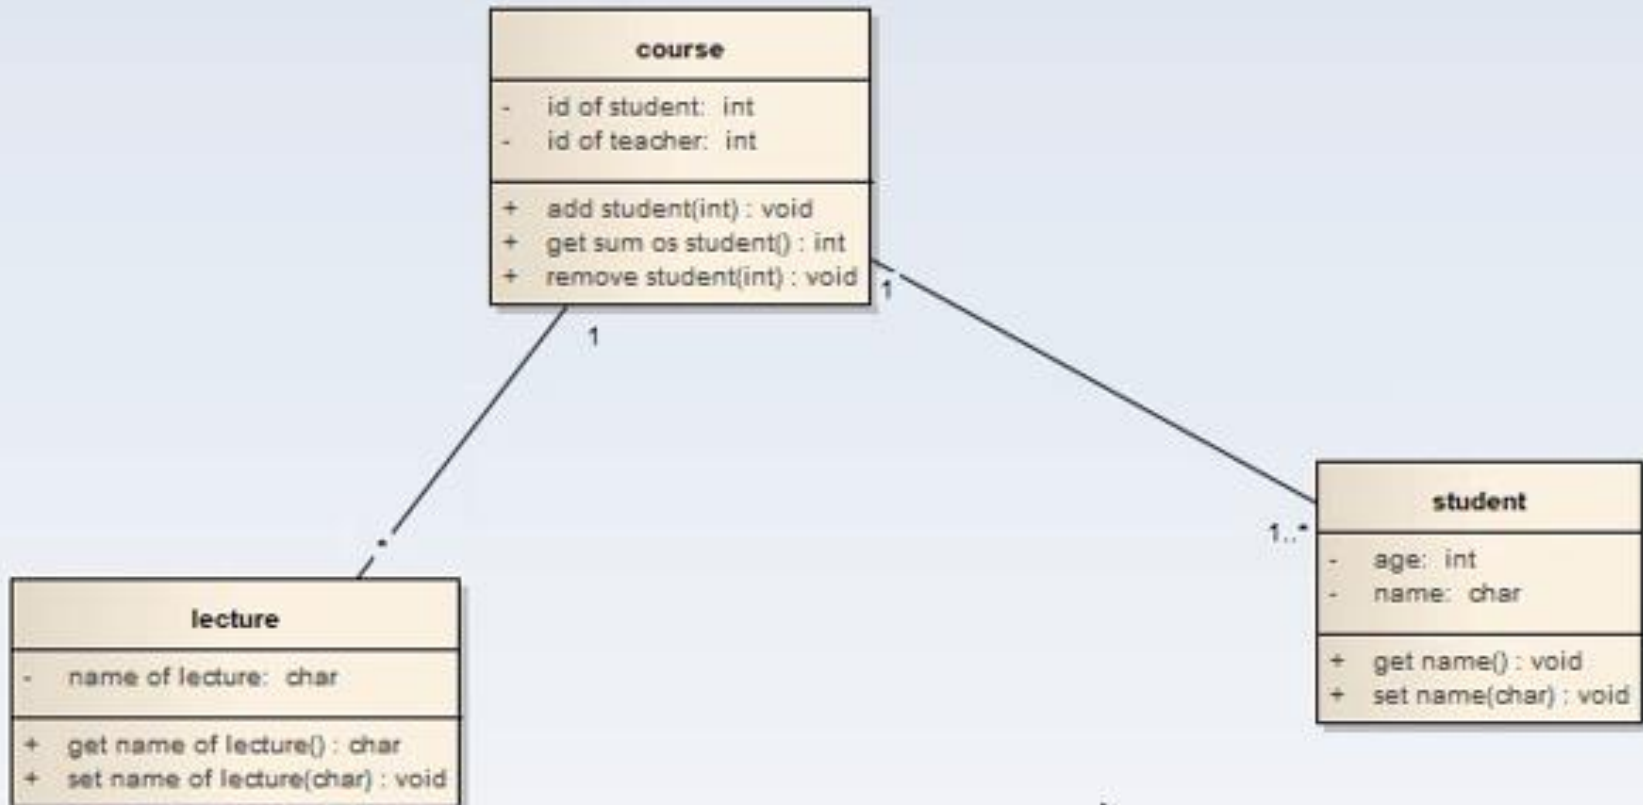 course
- id of student: int
- id of teacher: int
+ add student(int) : void
+ get sum os student() : int
+ remove student(int) : void
1
1
*
1..*
lecture
- name of lecture: char
+ get name of lecture() : char
+ set name of lecture(char) : void
student
- age: int
- name: char
+ get name() : void
+ set name(char) : void